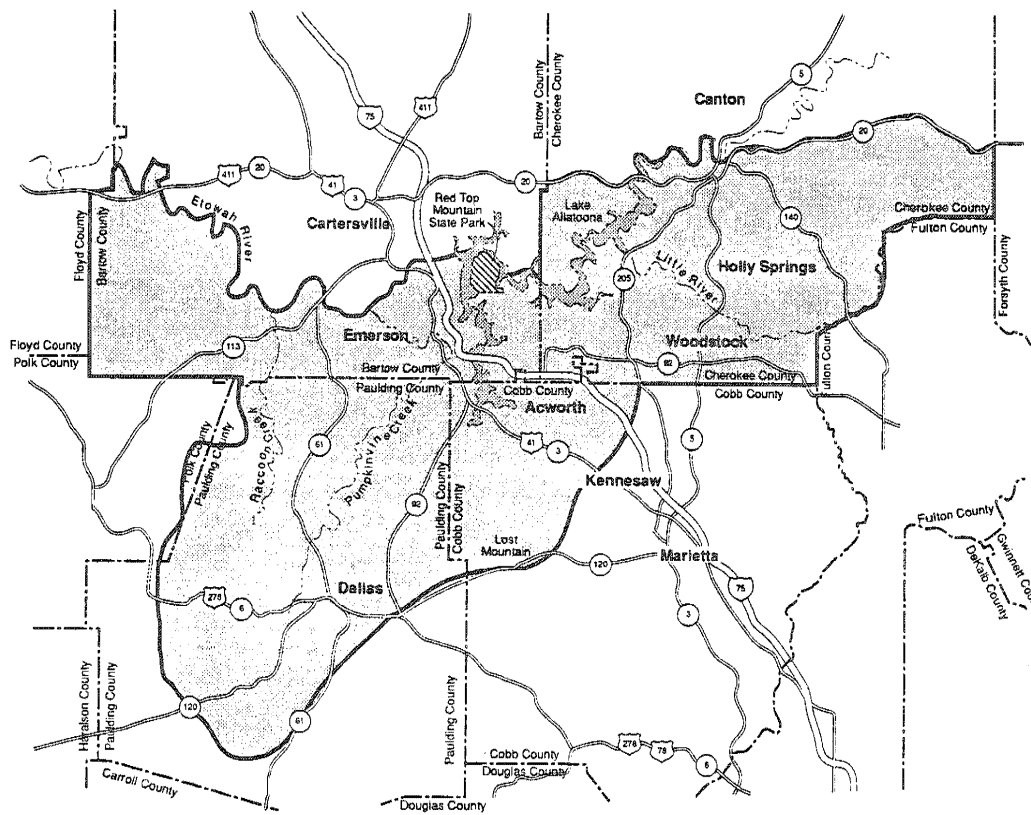 Canton
5
Bartow County
Cherokee County
411
75
20
411
20
41
3
20
Red Top
Mountain
State Park
Lake
Allatoona
140
Cherokee County
Fulton County
Etowah
River
Cartersville
Floyd County
Bartow County
Holly Springs
205
Little River
Forsyth County
Emerson
Woodstock
113
Floyd County
Polk County
Bartow County
Paulding County
92
Cherokee County
Cobb County
Fulton County
Cobb County
Acworth
Polk County
Paulding County
Raccoon Creek
61
Pumpkinvine Creek
92
Paulding County
Cobb County
41
3
5
Kennesaw
Lost
Mountain
120
Marietta
Fulton County
Gwinnett County
DeKalb County
Dallas
278
6
75
3
Haralson County
Paulding County
120
61
Paulding County
Cobb County
Douglas County
278
78
6
Carroll County
Douglas County